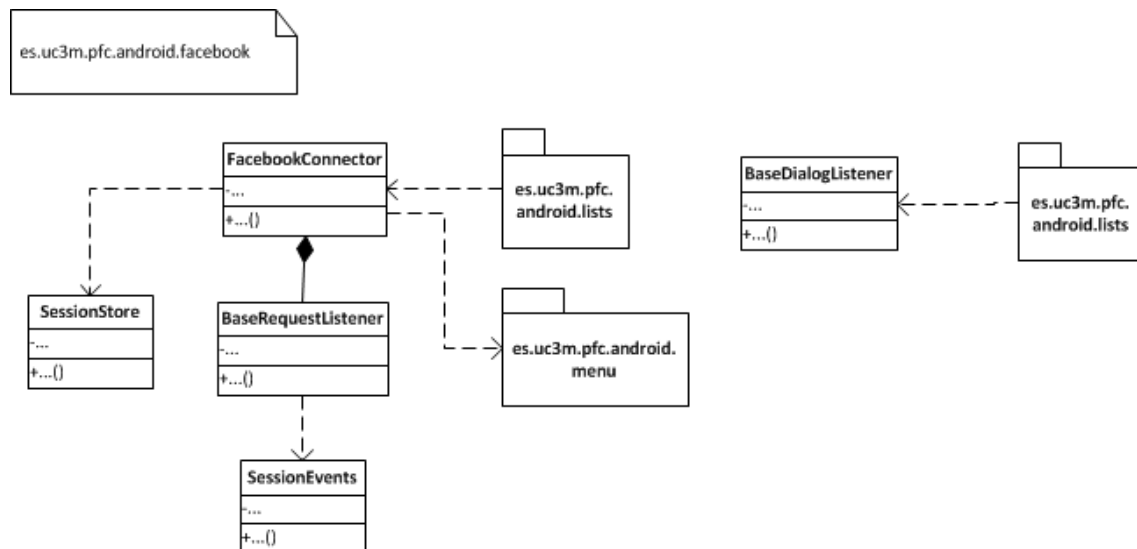 es.uc3m.pfc.android.facebook
FacebookConnector
-...
+...()
es.uc3m.pfc.
android.lists
BaseDialogListener
-...
+...()
es.uc3m.pfc.
android.lists
SessionStore
-...
+...()
BaseRequestListener
-...
+...()
es.uc3m.pfc.android.
menu
SessionEvents
-...
+...()